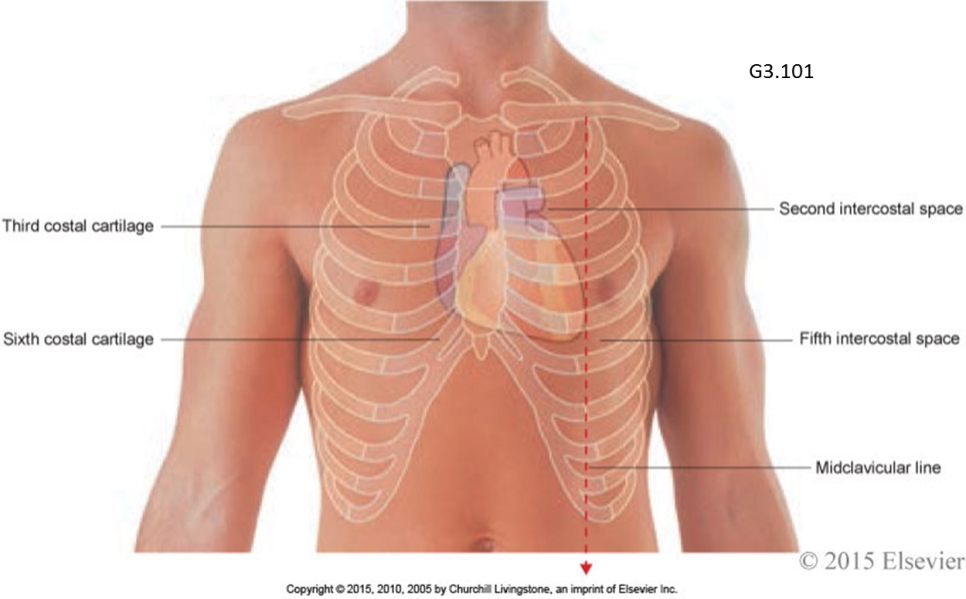 G3.101
Second intercostal space
Third costal cartilage
Sixth costal cartilage
Fifth intercostal space
Midclavicular line
© 2015 Elsevier
Copyright © 2015, 2010, 2005 by Churchill Livingstone, an imprint of Elsevier Inc.